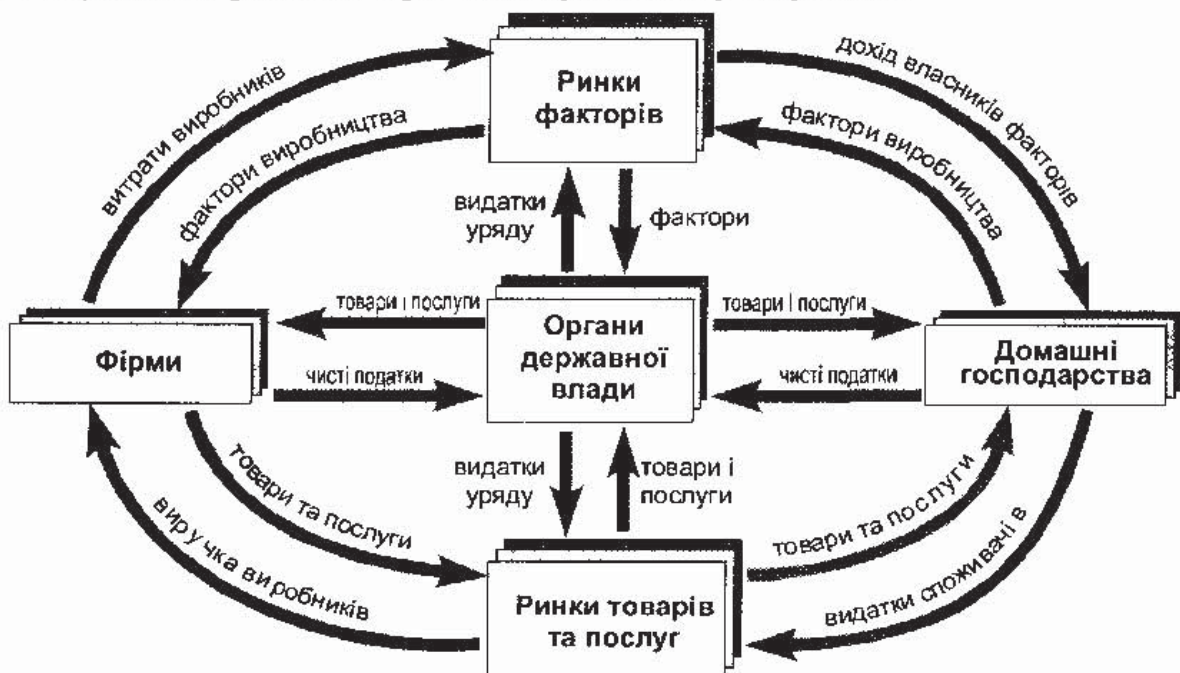 Ринки
факторів
витрати виробників
фактори виробництва
дохід власників факторів
фактори виробництва
видатки
уряду
фактори
Фірми
товари і послуги
чисті податки
Органи
державної
влади
товари і послуги
чисті податки
Домашні
господарства
видатки
уряду
товари і
послуги
товари та послуги
виручка виробників
товари та послуги
видатки споживачів
Ринки товарів
та послуг